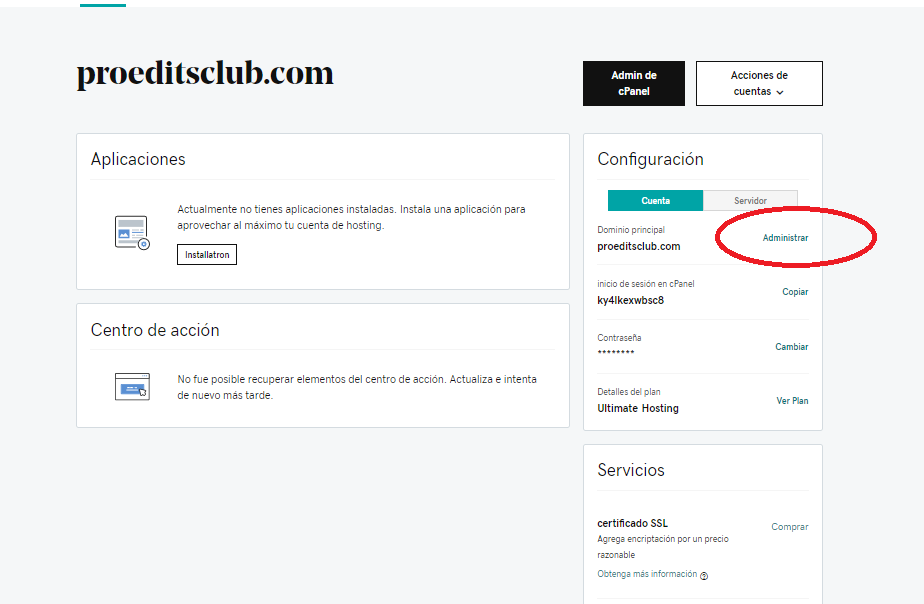 proeditsclub.com
Admin de
cPanel
Acciones de
cuentas
Aplicaciones
Actualmente no tienes aplicaciones instaladas. Instala una aplicación para
aprovechar al máximo tu cuenta de hosting.
Installatron
Centro de acción
No fue posible recuperar elementos del centro de acción. Actualiza e intenta
de nuevo más tarde.
Configuración
Cuenta
Servidor
Dominio principal
proeditsclub.com
Administrar
inicio de sesión en cPanel
ky4lkexwbsc8
Copiar
Contraseña
********
Cambiar
Detalles del plan
Ultimate Hosting
Ver Plan
Servicios
certificado SSL
Comprar
Agrega encriptación por un precio
razonable
Obtenga más información